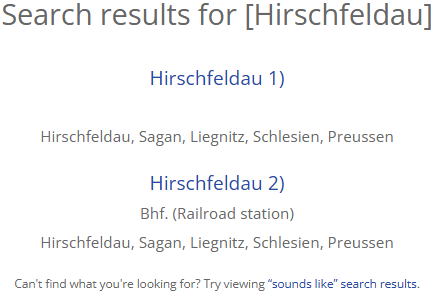 Search results for [Hirschfeldau]
Hirschfeldau 1)
Hirschfeldau, Sagan, Liegnitz, Schlesien, Preussen
Hirschfeldau 2)
Bhf. (Railroad station)
Hirschfeldau, Sagan, Liegnitz, Schlesien, Preussen
Can't find what you're looking for? Try viewing “sounds like” search results.